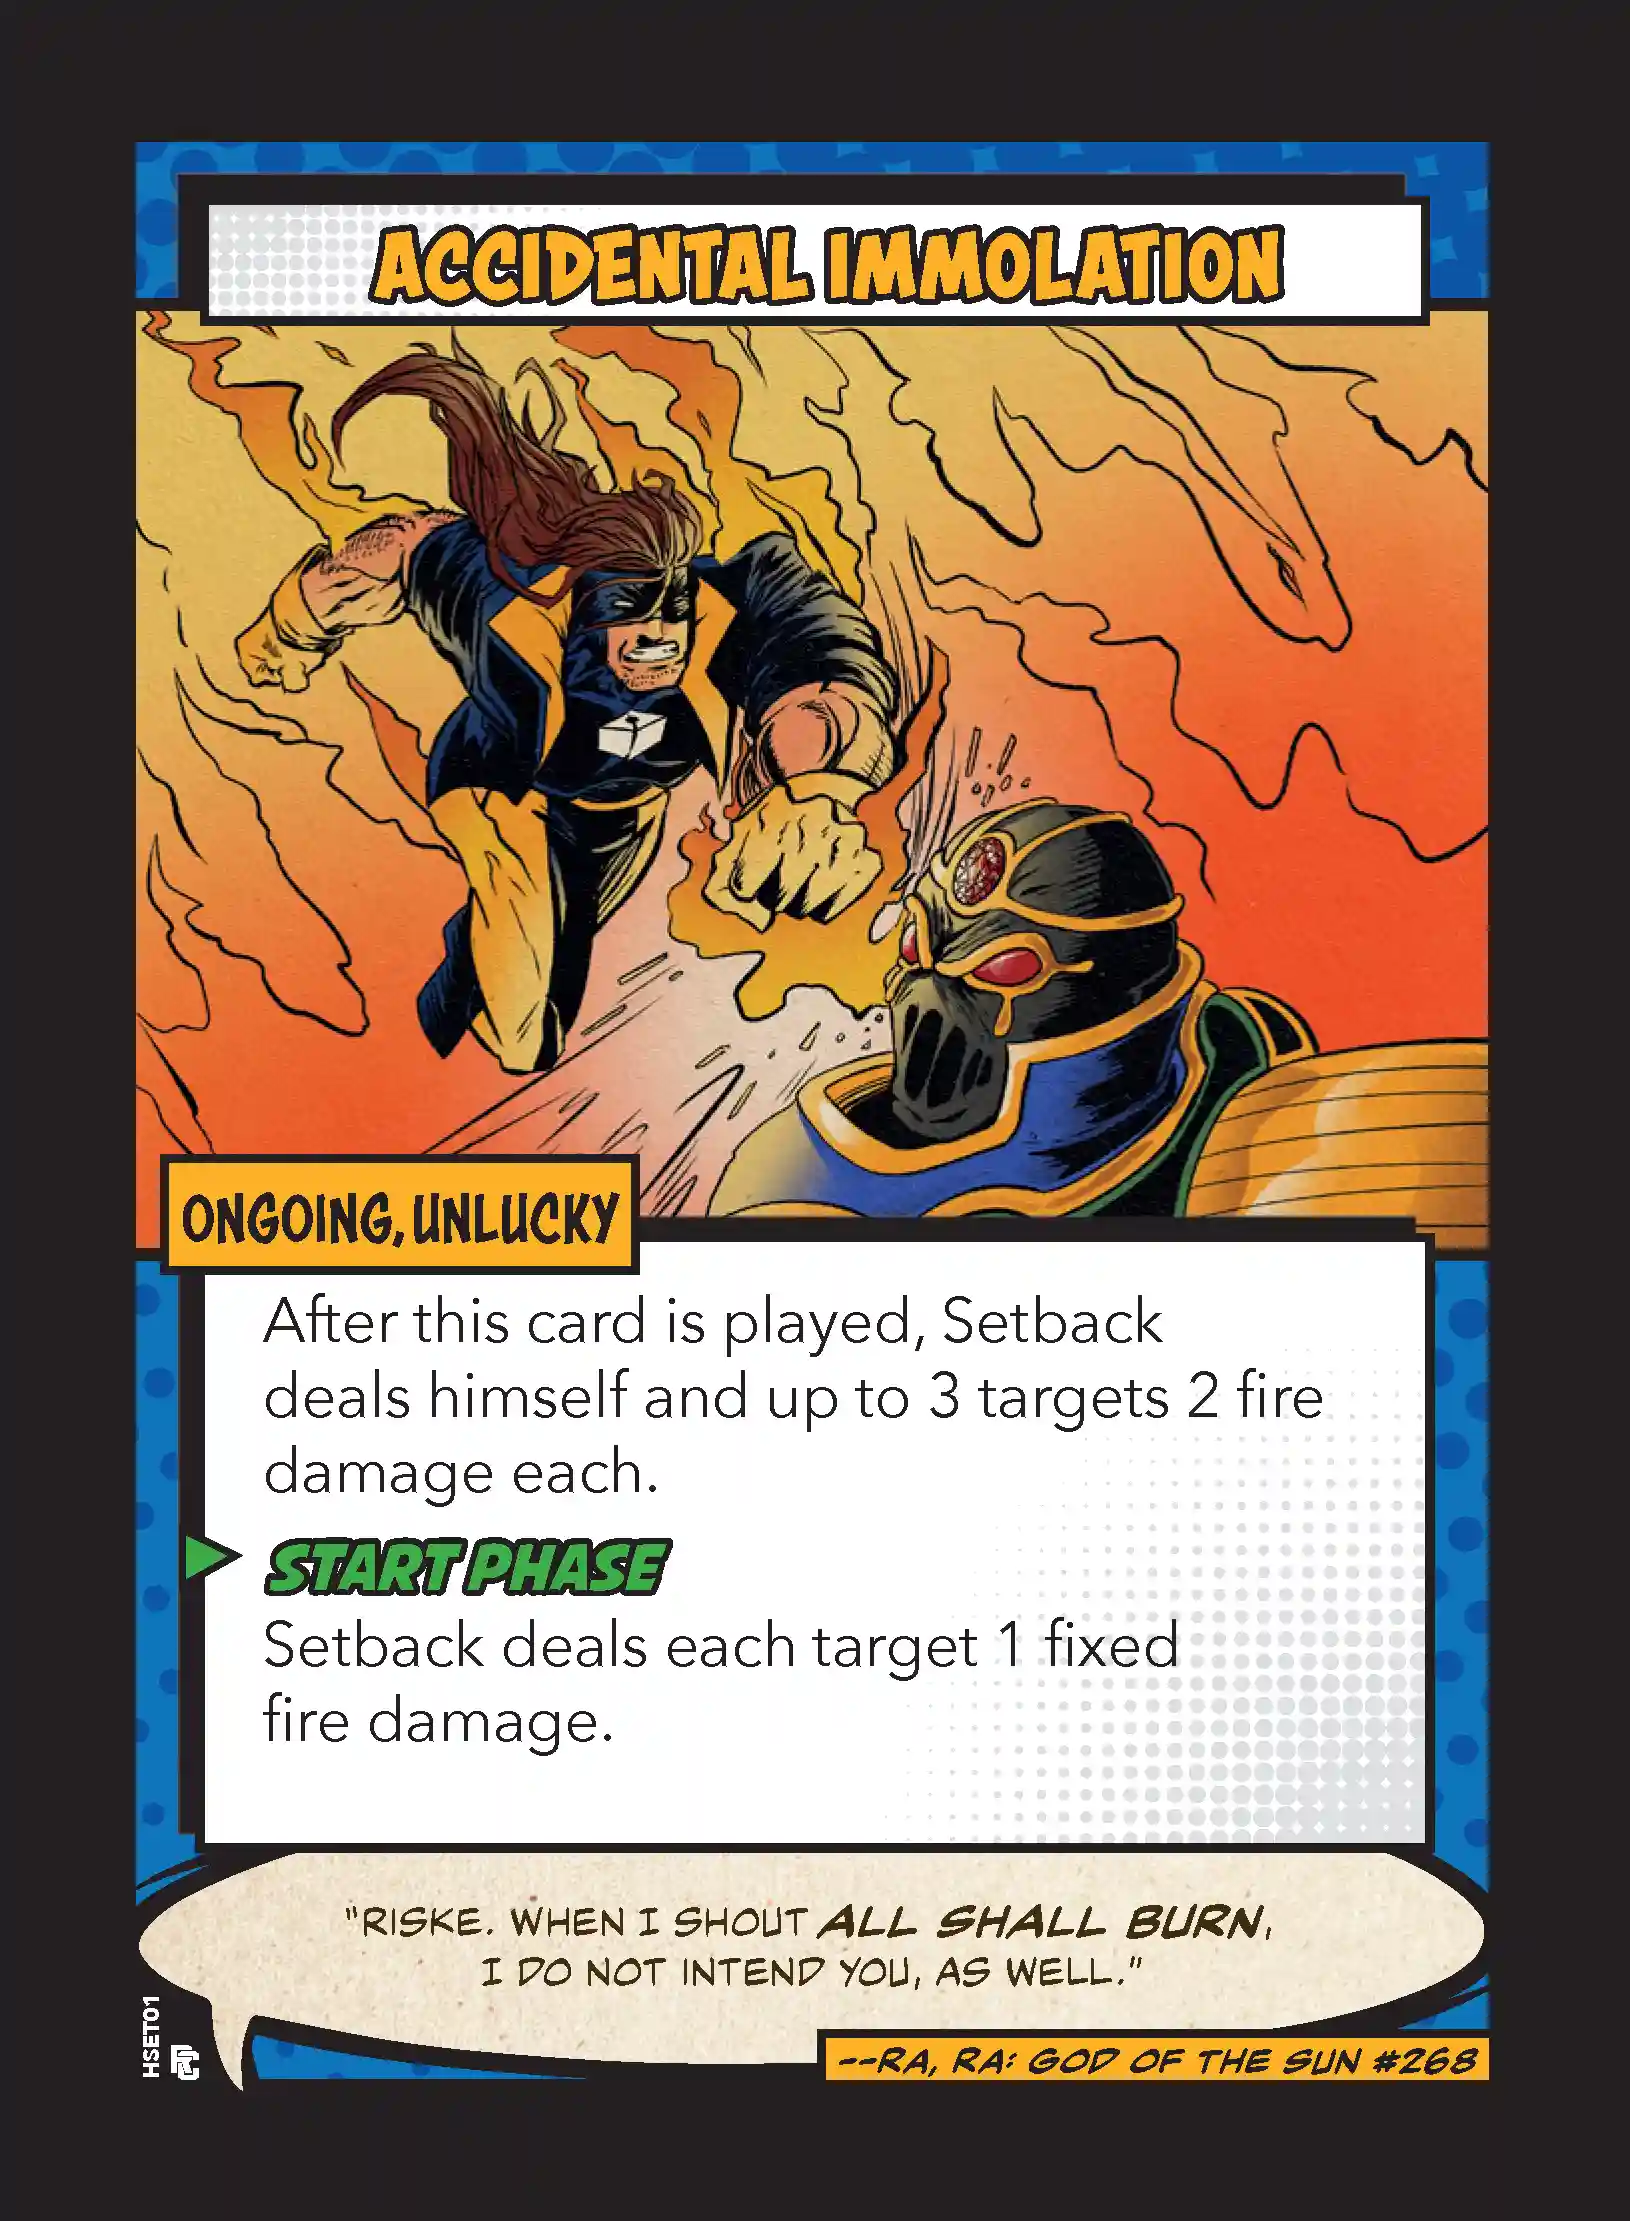 ACCIDENTAL IMMOLATION
ONGOING, UNLUCKY
After this card is played, Setback
deals himself and up to 3 targets 2 fire
damage each.
START PHASE
Setback deals each target 1 fixed
fire damage.
"RISKE. WHEN I SHOUT ALL SHALL BURN,
I DO NOT INTEND YOU, AS WELL."
--RA, RA: GOD OF THE SUN #268
HSET01